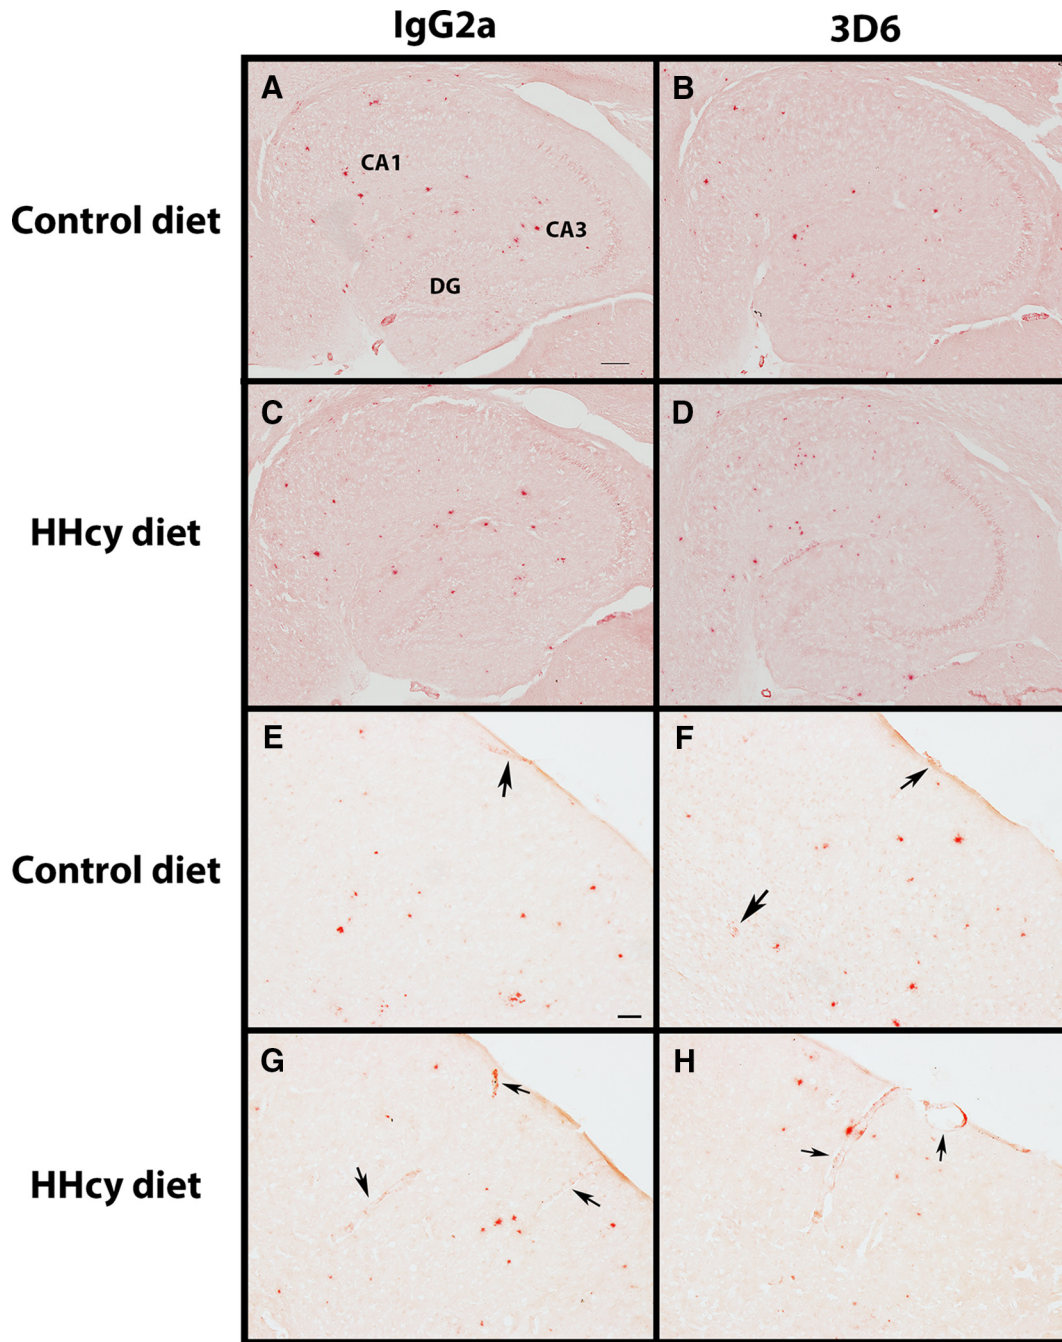 IgG2a
3D6
Control diet
A
CA1
CA3
DG
B
HHcy diet
C
D
Control diet
E
F
HHcy diet
G
H